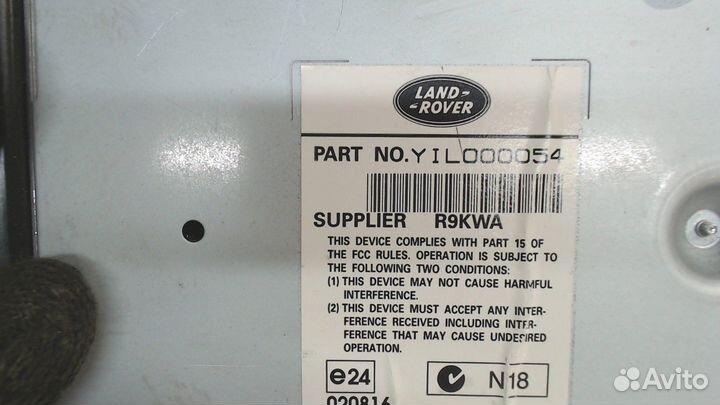 LAND-
-ROVER
PART NO. YIL000054
SUPPLIER R9KWA
THIS DEVICE COMPLIES WITH PART 15 OF
THE FCC RULES. OPERATION IS SUBJECT TO
THE FOLLOWING TWO CONDITIONS:
(1) THIS DEVICE MAY NOT CAUSE HARMFUL
INTERFERENCE.
(2) THIS DEVICE MUST ACCEPT ANY INTER-
FERENCE RECEIVED INCLUDING INTER-
FERENCE THAT MAY CAUSE UNDESIRED
OPERATION.
e24
N18
020816
Avito